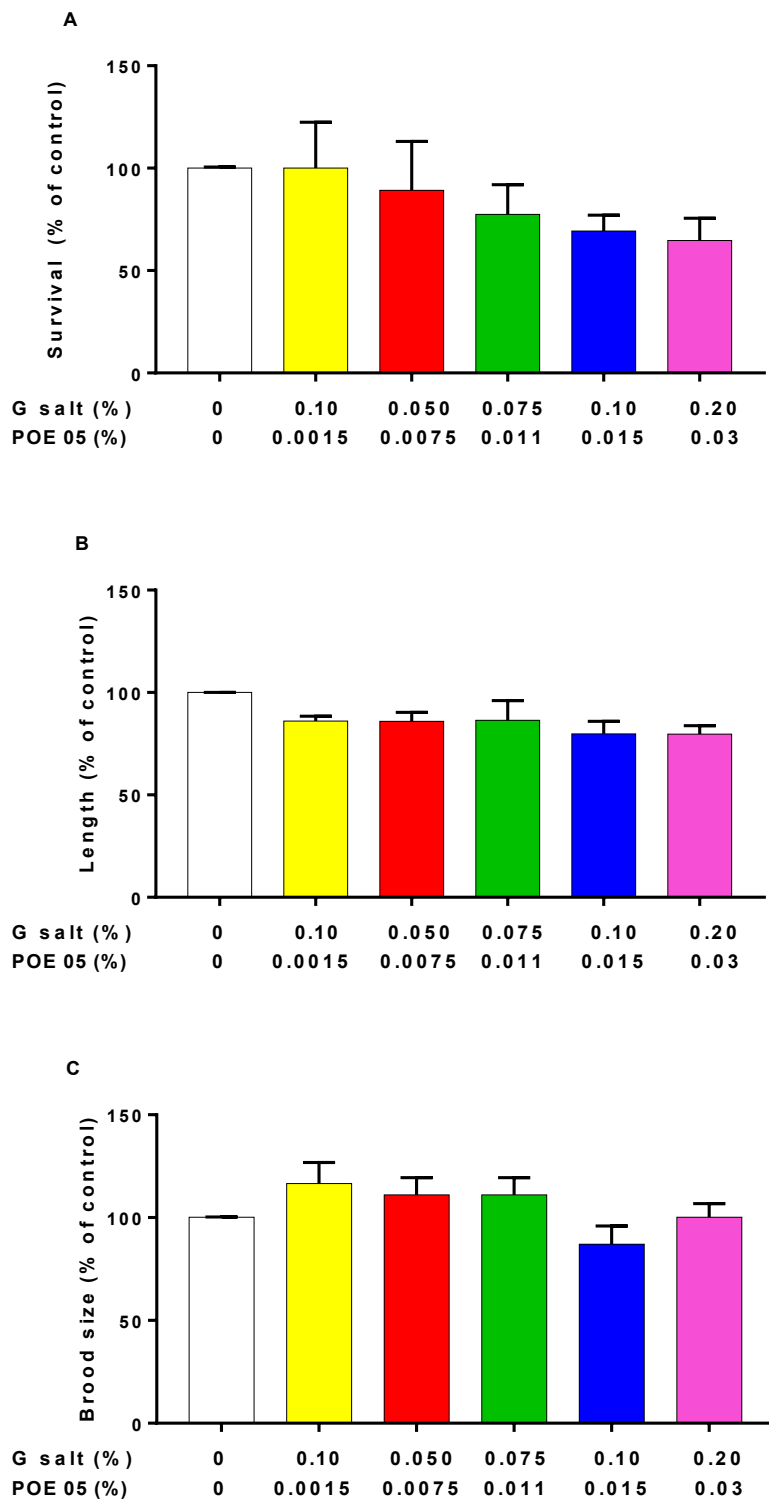 A
Survival (% of control)
150
100
50
0
G salt (%) 0 0.10 0.050 0.075 0.10 0.20
POE 05 (%) 0 0.0015 0.0075 0.011 0.015 0.03
B
Length (% of control)
150
100
50
0
G salt (%) 0 0.10 0.050 0.075 0.10 0.20
POE 05 (%) 0 0.0015 0.0075 0.011 0.015 0.03
C
Brood size (% of control)
150
100
50
0
G salt (%) 0 0.10 0.050 0.075 0.10 0.20
POE 05 (%) 0 0.0015 0.0075 0.011 0.015 0.03